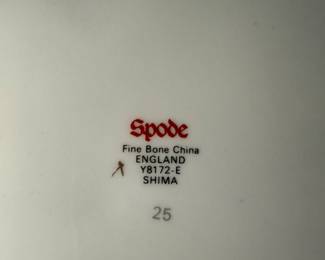 Spode
Fine Bone China
ENGLAND
Y8172-E
SHIMA
25